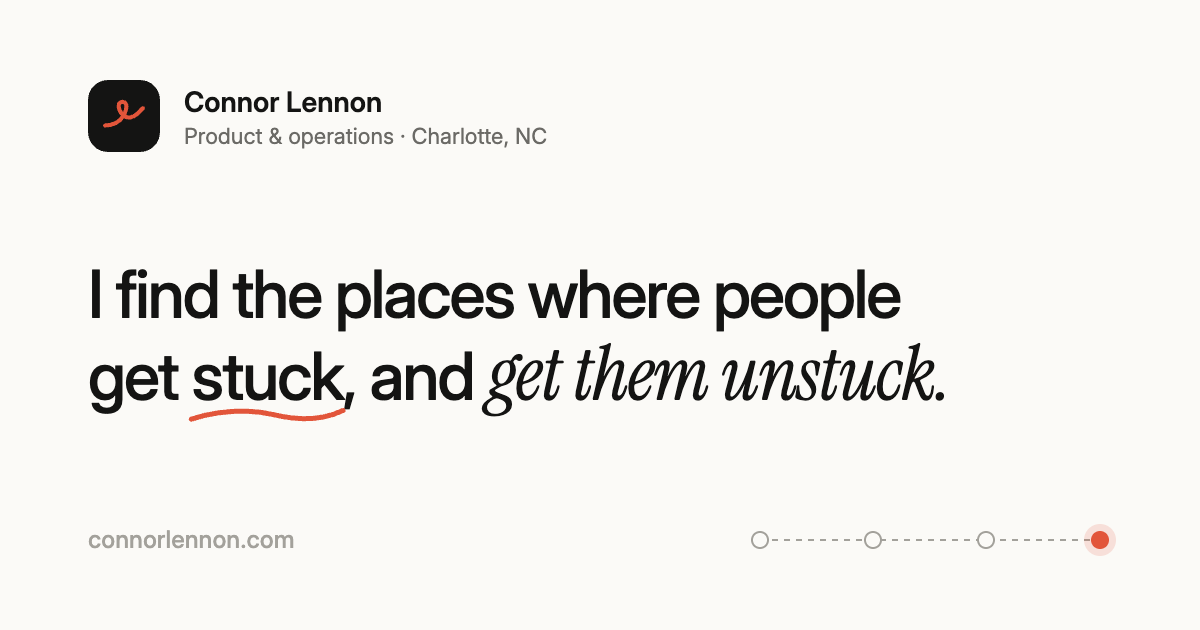 Connor Lennon
Product & operations · Charlotte, NC
I find the places where people
get stuck, and get them unstuck.
connorlennon.com